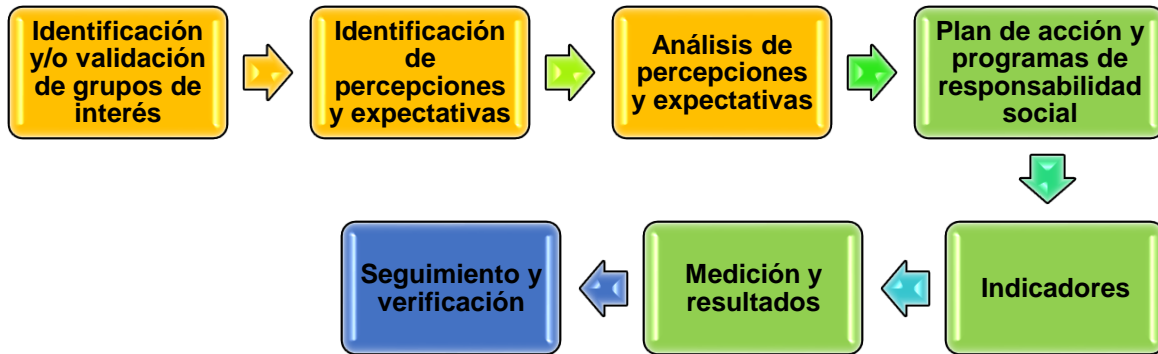 Identificación
y/o validación
de grupos de
interés
Identificación
de
percepciones
y expectativas
Análisis de
percepciones
y expectativas
Plan de acción y
programas de
responsabilidad
social
Indicadores
Medición y
resultados
Seguimiento y
verificación